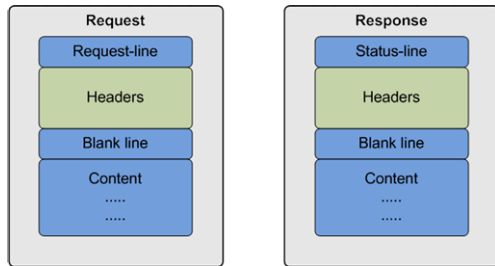 Request
Request-line
Headers
Blank line
Content
.....
.....
Response
Status-line
Headers
Blank line
Content
.....
.....